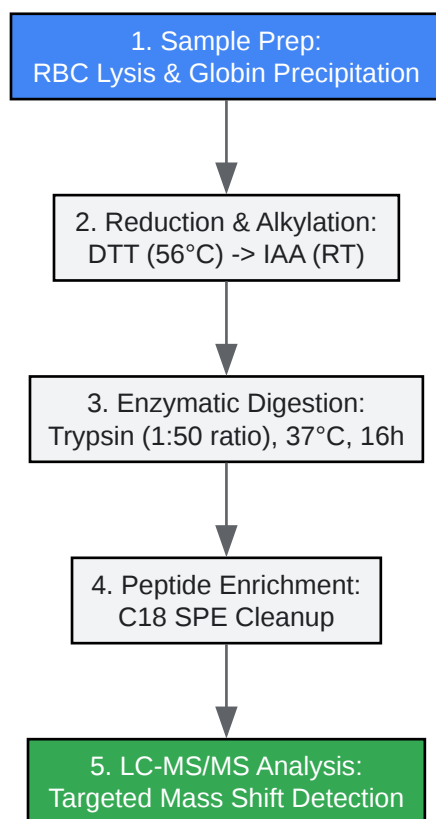 1. Sample Prep:
RBC Lysis & Globin Precipitation
2. Reduction & Alkylation:
DTT (56°C) -> IAA (RT)
3. Enzymatic Digestion:
Trypsin (1:50 ratio), 37°C, 16h
4. Peptide Enrichment:
C18 SPE Cleanup
5. LC-MS/MS Analysis:
Targeted Mass Shift Detection